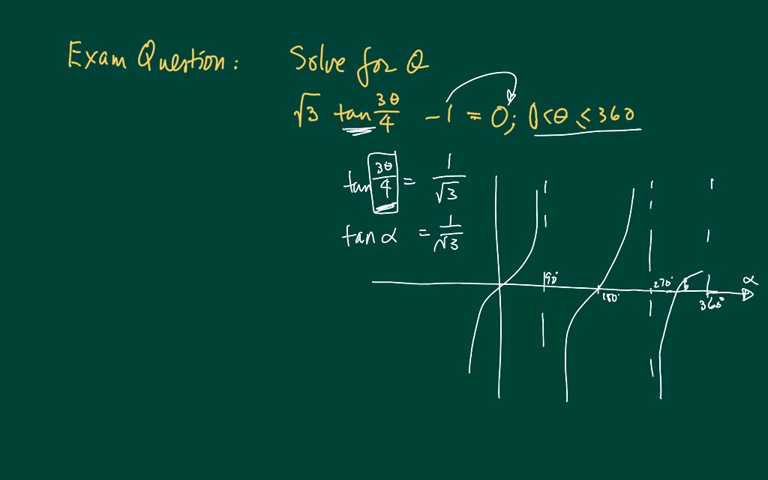 Exam Question: Solve for θ
√3 tan 3θ/4 - 1 = 0; 0 < θ ≤ 360
tan 3θ/4 = 1/√3
tan α = 1/√3
90° 180° 270° 360° α